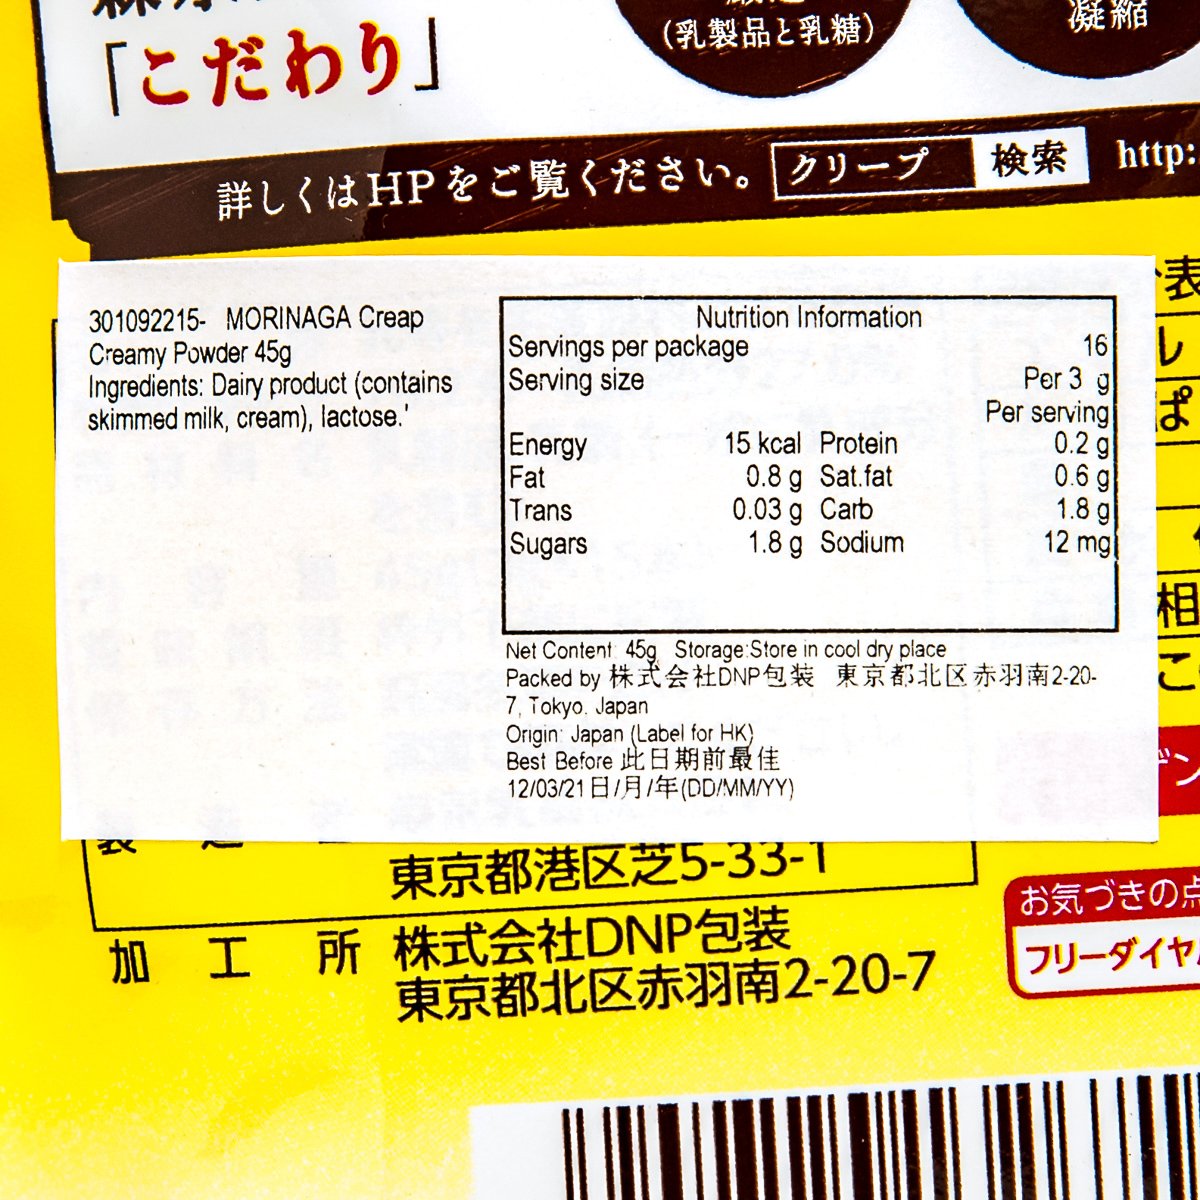 「こだわり」
(乳製品と乳糖)
凝縮
詳しくはHPをご覧ください。 クリープ 検索 http:
301092215- MORINAGA Creap
Creamy Powder 45g
Ingredients: Dairy product (contains
skimmed milk, cream), lactose.'
Nutrition Information
Servings per package 16
Serving size Per 3 g
Per serving
Energy 15 kcal Protein 0.2 g
Fat 0.8 g Sat.fat 0.6 g
Trans 0.03 g Carb 1.8 g
Sugars 1.8 g Sodium 12 mg
Net Content: 45g Storage:Store in cool dry place
Packed by 株式会社DNP包装 東京都北区赤羽南2-20-
7, Tokyo. Japan
Origin: Japan (Label for HK)
Best Before 此日期前最佳
12/03/21日/月/年(DD/MM/YY)
表
相
こ
東京都港区芝5-33-1
加工所 株式会社DNP包装
東京都北区赤羽南2-20-7
お気づきの点
フリーダイヤ